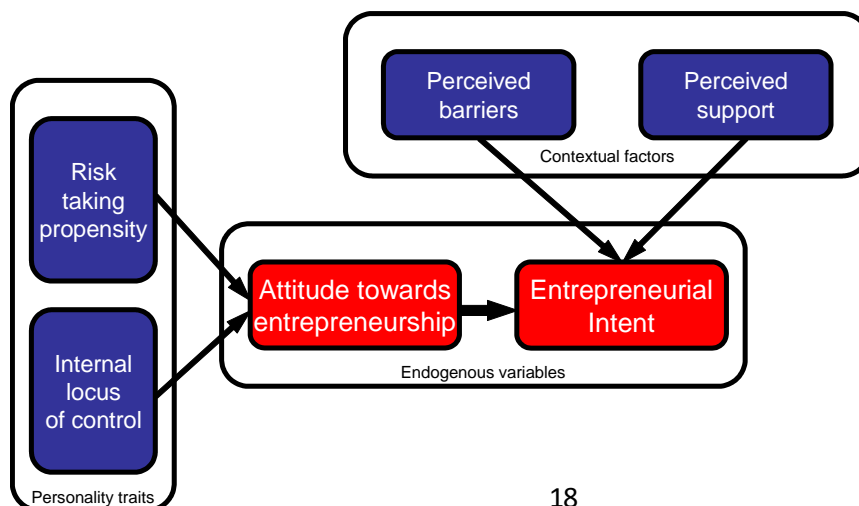 Perceived
barriers
Perceived
support
Contextual factors
Risk
taking
propensity
Internal
locus
of control
Personality traits
Attitude towards
entrepreneurship
Entrepreneurial
Intent
Endogenous variables
18